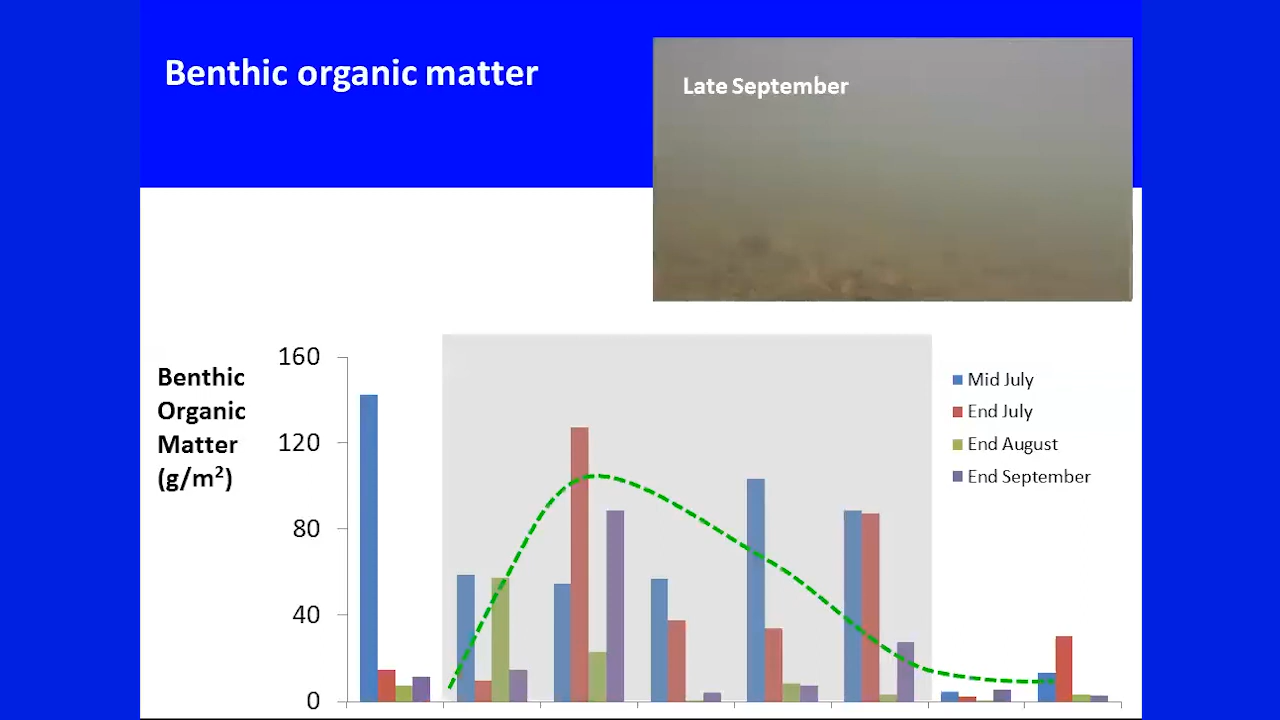 Benthic organic matter
Late September
Benthic
Organic
Matter
(g/m²)
160
120
80
40
0
Mid July
End July
End August
End September